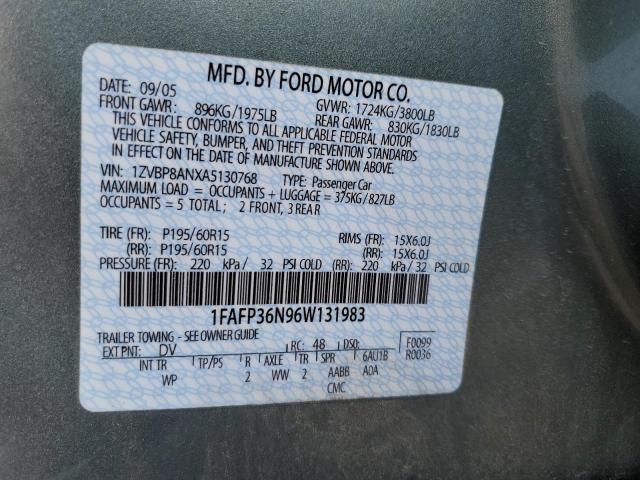 MFD. BY FORD MOTOR CO.
DATE: 09/05 GVWR: 1724KG/3800LB
FRONT GAWR: 896KG/1975LB REAR GAWR: 830KG/1830LB
THIS VEHICLE CONFORMS TO ALL APPLICABLE FEDERAL MOTOR
VEHICLE SAFETY, BUMPER, AND THEFT PREVENTION STANDARDS
IN EFFECT ON THE DATE OF MANUFACTURE SHOWN ABOVE.
VIN: 1ZVBP8ANXA5130768 TYPE: Passenger Car
MAXIMUM LOAD = OCCUPANTS + LUGGAGE = 375KG/827LB
OCCUPANTS = 5 TOTAL; 2 FRONT, 3 REAR
TIRE (FR): P195/60R15 RIMS (FR): 15X6.0J
(RR): P195/60R15 (RR): 15X6.0J
PRESSURE (FR): 220 kPa/ 32 PSI COLD (RR): 220 kPa/ 32 PSI COLD
1FAFP36N96W131983
TRAILER TOWING - SEE OWNER GUIDE F0099
EXT PNT: DV RC: 48 DSO: R0036
INT TR TP/PS R AXLE TR SPR 6AU1B
WP 2 WW 2 AABB A0A
CMC